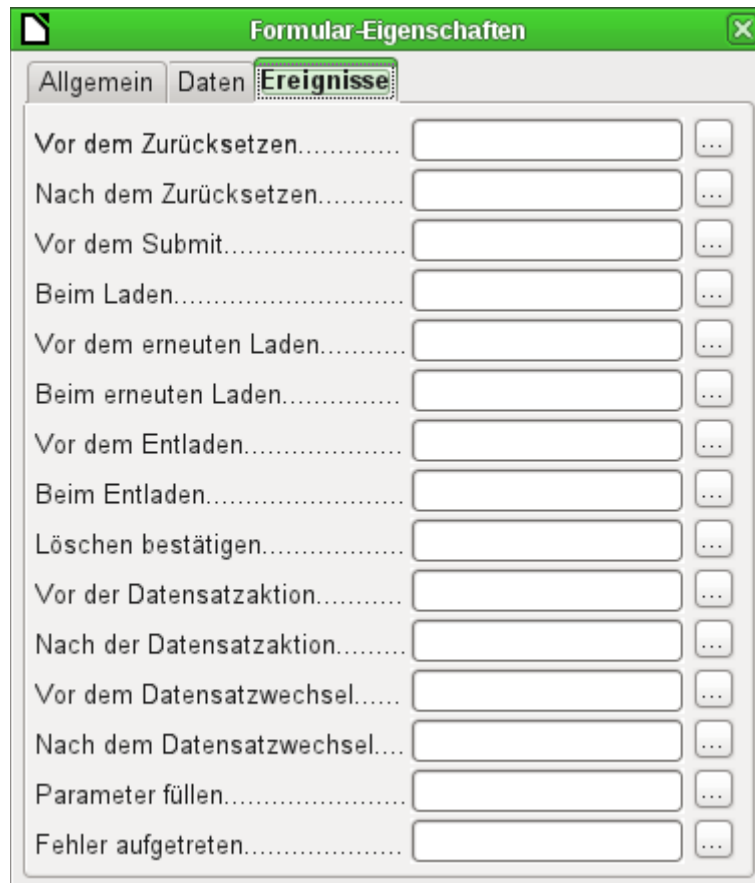 Formular-Eigenschaften
Allgemein Daten Ereignisse
Vor dem Zurücksetzen............. ...
Nach dem Zurücksetzen........... ...
Vor dem Submit....................... ...
Beim Laden............................. ...
Vor dem erneuten Laden........... ...
Beim erneuten Laden............... ...
Vor dem Entladen.................... ...
Beim Entladen......................... ...
Löschen bestätigen.................. ...
Vor der Datensatzaktion........... ...
Nach der Datensatzaktion......... ...
Vor dem Datensatzwechsel...... ...
Nach dem Datensatzwechsel.... ...
Parameter füllen....................... ...
Fehler aufgetreten.................... ...